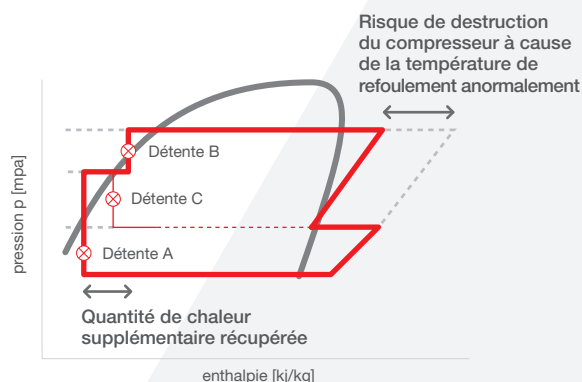 Risque de destruction
du compresseur à cause
de la température de
refoulement anormalement
Détente B
Détente C
Détente A
pression p [mpa]
Quantité de chaleur
supplémentaire récupérée
enthalpie [kj/kg]